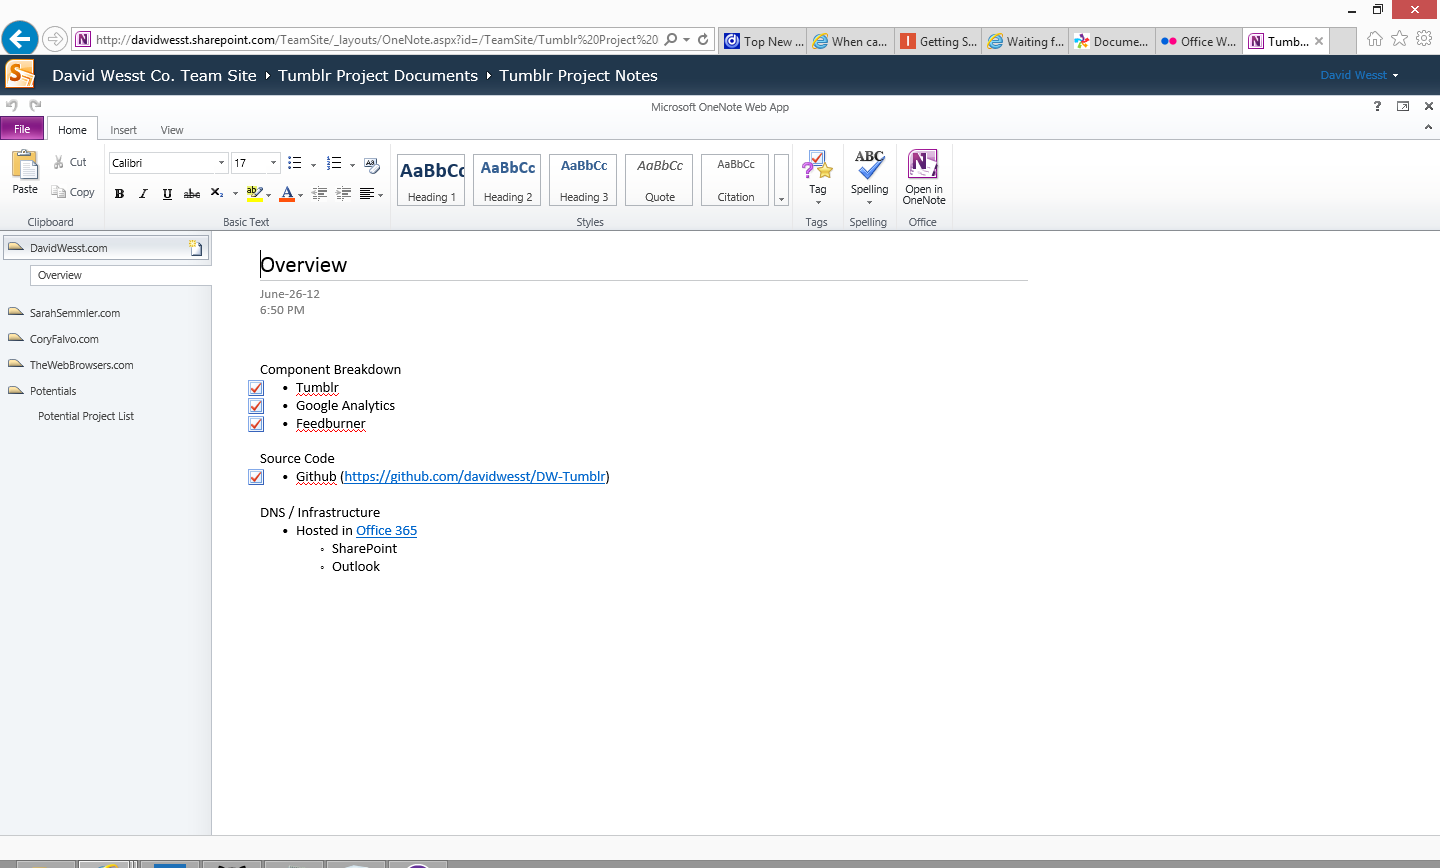 http://davidwesst.sharepoint.com/TeamSite/_layouts/OneNote.aspx?id=/TeamSite/Tumblr%20Project%20
Top New ...
When ca...
Getting S...
Waiting f...
Docume...
Office W...
Tumb...
David Wesst Co. Team Site ▸ Tumblr Project Documents ▸ Tumblr Project Notes
David Wesst
Microsoft OneNote Web App
File Home Insert View
Paste
Cut
Copy
Clipboard
Calibri 17
B I U abc X₂ ab A
Basic Text
AaBbCc AaBbCc AaBbCc AaBbCc AaBbCc
Heading 1 Heading 2 Heading 3 Quote Citation
Styles
Tag
Tags
ABC
Spelling
Spelling
Open in
OneNote
Office
DavidWesst.com
Overview
SarahSemmler.com
CoryFalvo.com
TheWebBrowsers.com
Potentials
Potential Project List
Overview
June-26-12
6:50 PM
Component Breakdown
• Tumblr
• Google Analytics
• Feedburner
Source Code
• Github (https://github.com/davidwesst/DW-Tumblr)
DNS / Infrastructure
• Hosted in Office 365
◦ SharePoint
◦ Outlook